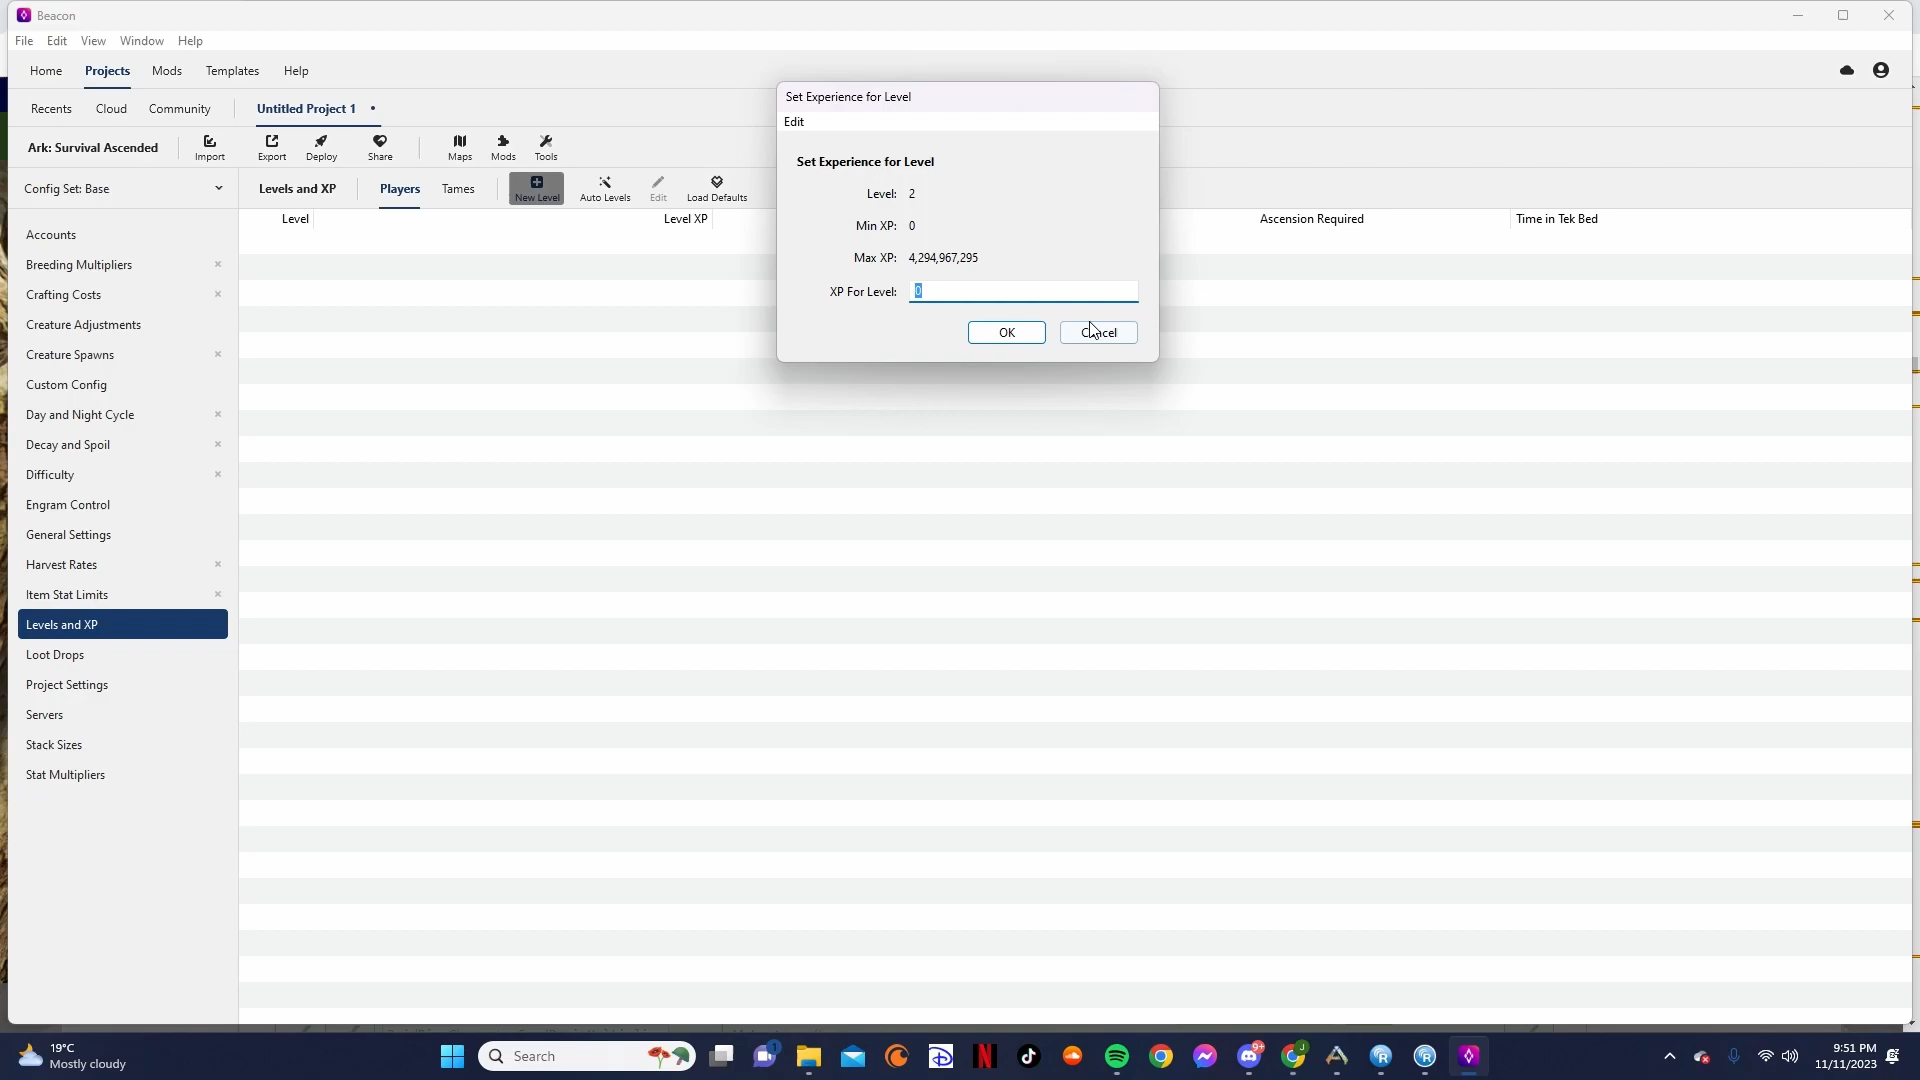 Beacon
File Edit View Window Help
Home Projects Mods Templates Help
Recents Cloud Community Untitled Project 1 •
Ark: Survival Ascended Import Export Deploy Share Maps Mods Tools
Config Set: Base Levels and XP Players Tames New Level Auto Levels Edit Load Defaults
Level Level XP Ascension Required Time in Tek Bed
Set Experience for Level
Edit
Set Experience for Level
Level: 2
Min XP: 0
Max XP: 4,294,967,295
XP For Level: 0
OK Cancel
Accounts
Breeding Multipliers
Crafting Costs
Creature Adjustments
Creature Spawns
Custom Config
Day and Night Cycle
Decay and Spoil
Difficulty
Engram Control
General Settings
Harvest Rates
Item Stat Limits
Levels and XP
Loot Drops
Project Settings
Servers
Stack Sizes
Stat Multipliers
19°C
Mostly cloudy
Search
1
9+
J
9:51 PM
11/11/2023